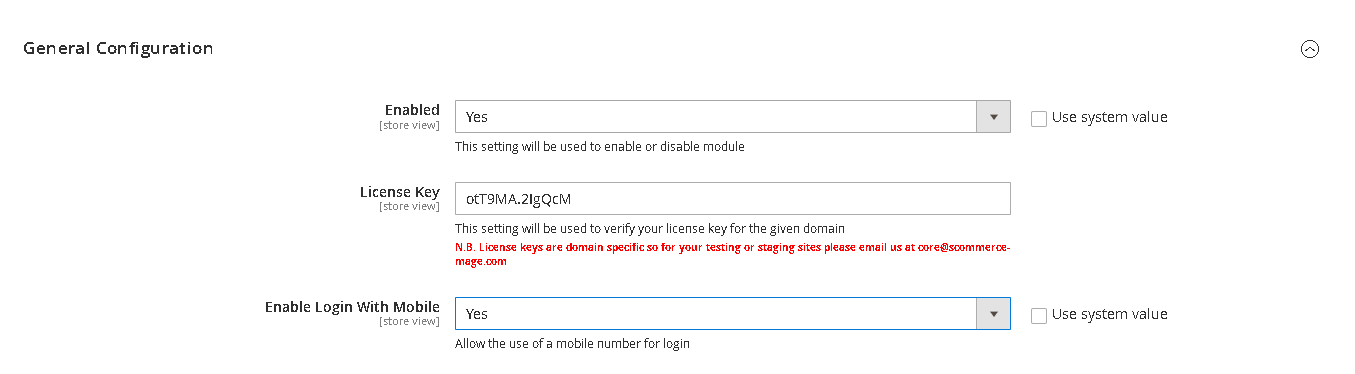 General Configuration
Enabled
[store view]
Yes
Use system value
This setting will be used to enable or disable module
License Key
[store view]
otT9MA.2lgQcM
This setting will be used to verify your license key for the given domain
N.B. License keys are domain specific so for your testing or staging sites please email us at core@scommerce-
mage.com
Enable Login With Mobile
[store view]
Yes
Use system value
Allow the use of a mobile number for login